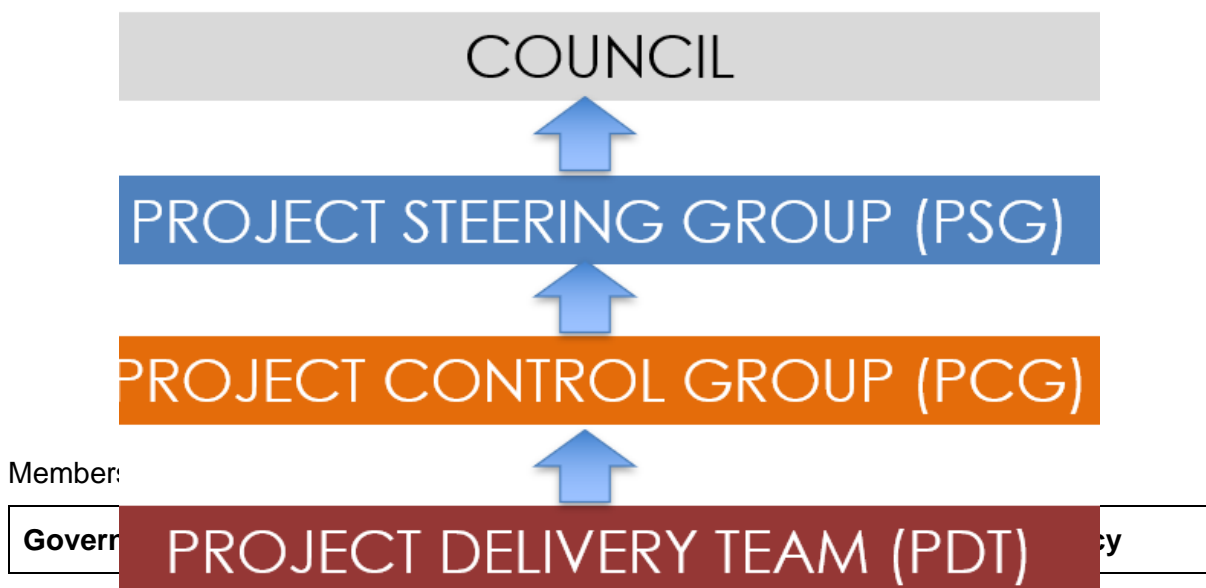 COUNCIL
PROJECT STEERING GROUP (PSG)
PROJECT CONTROL GROUP (PCG)
PROJECT DELIVERY TEAM (PDT)